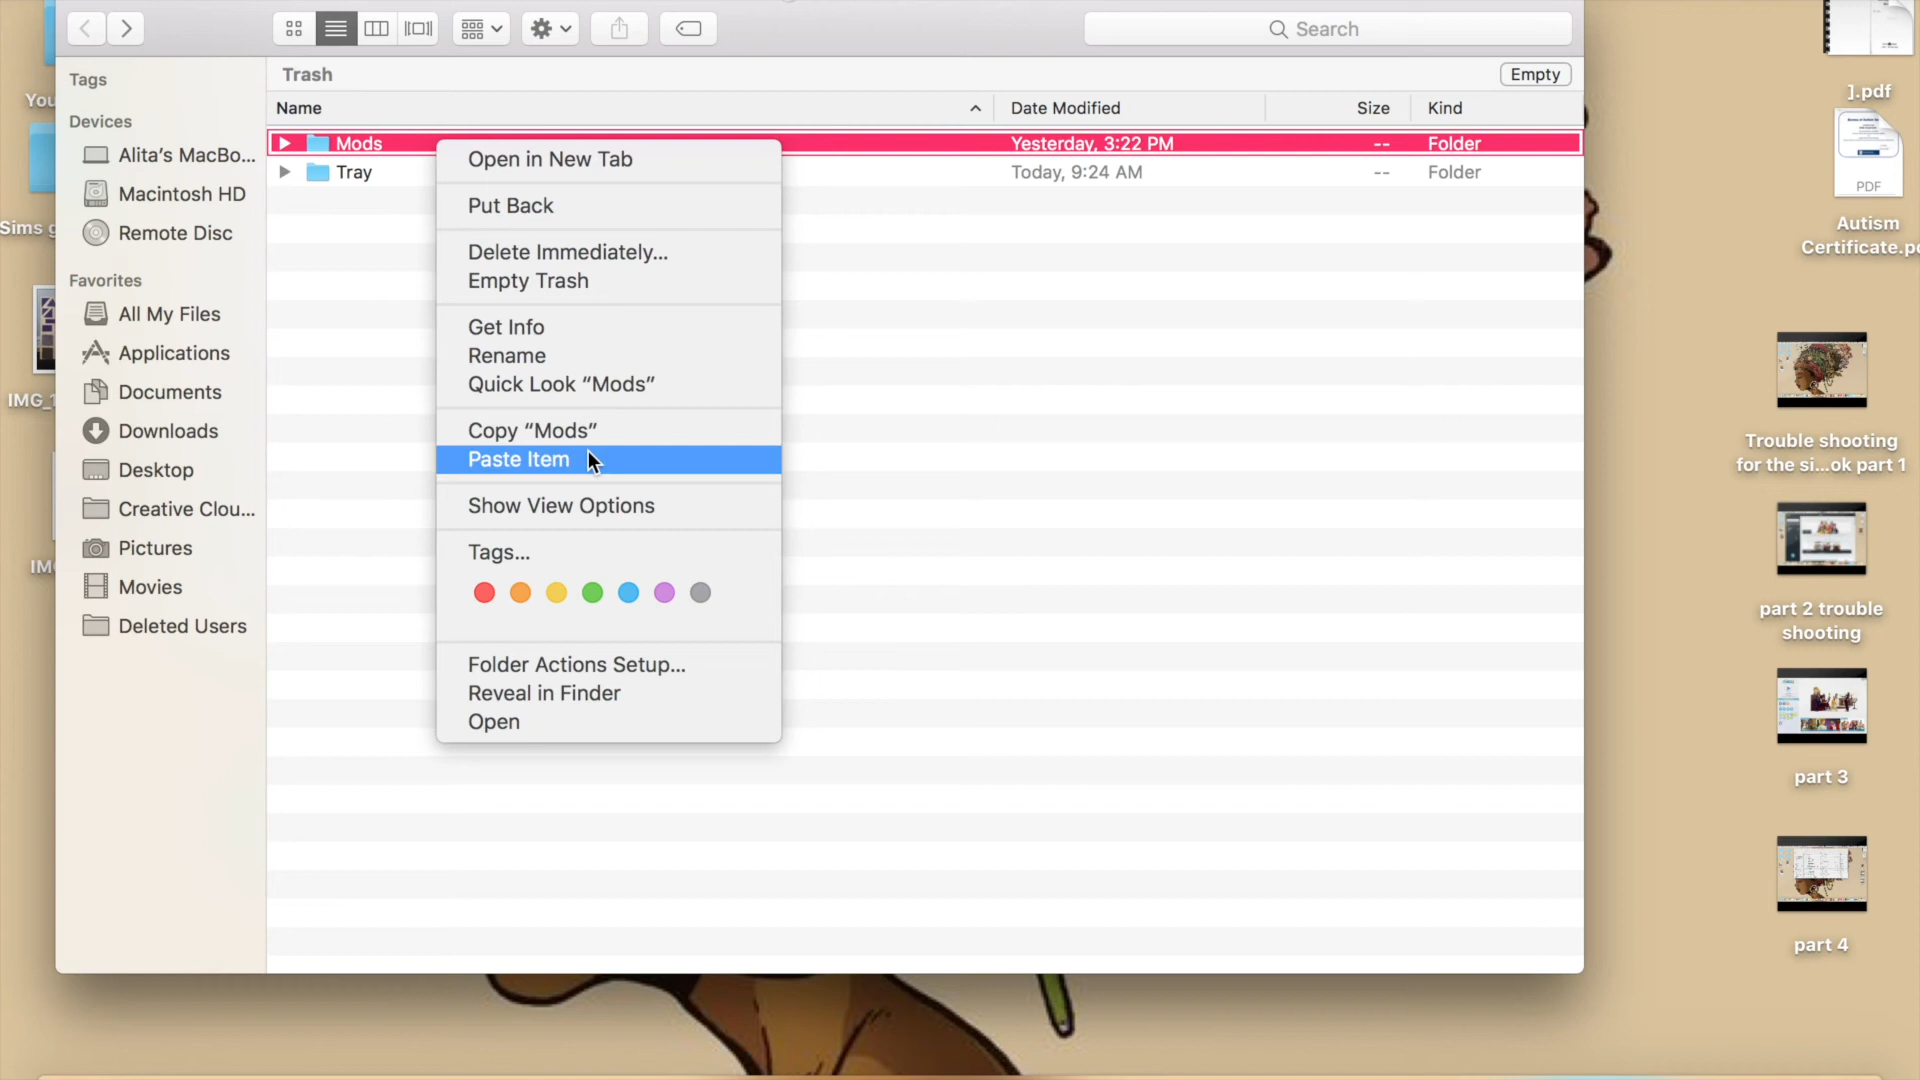 Search
Tags
Devices
Alita's MacBo...
Macintosh HD
Remote Disc
Favorites
All My Files
Applications
Documents
Downloads
Desktop
Creative Clou...
Pictures
Movies
Deleted Users
Trash
Empty
Name
Date Modified
Size
Kind
Mods
Yesterday, 3:22 PM
--
Folder
Tray
Today, 9:24 AM
--
Folder
Open in New Tab
Put Back
Delete Immediately...
Empty Trash
Get Info
Rename
Quick Look “Mods”
Copy “Mods”
Paste Item
Show View Options
Tags...
Folder Actions Setup...
Reveal in Finder
Open
You
Sims g
IMG_1
IM
].pdf
PDF
Autism
Certificate.p
Trouble shooting
for the si...ok part 1
part 2 trouble
shooting
part 3
part 4